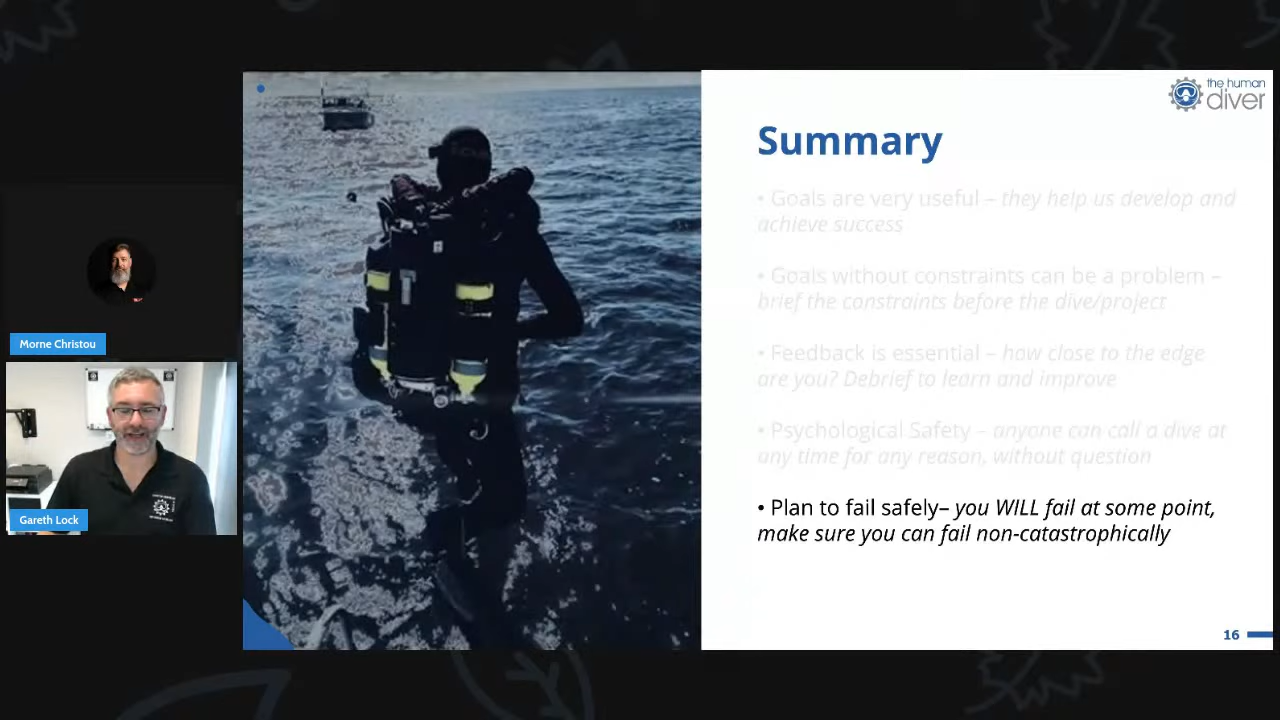 the human
diver
Summary
• Goals are very useful – they help us develop and
achieve success
• Goals without constraints can be a problem –
brief the constraints before the dive/project
• Feedback is essential – how close to the edge
are you? Debrief to learn and improve
• Psychological Safety – anyone can call a dive at
any time for any reason, without question
• Plan to fail safely– you WILL fail at some point,
make sure you can fail non-catastrophically
16
Morne Christou
Gareth Lock